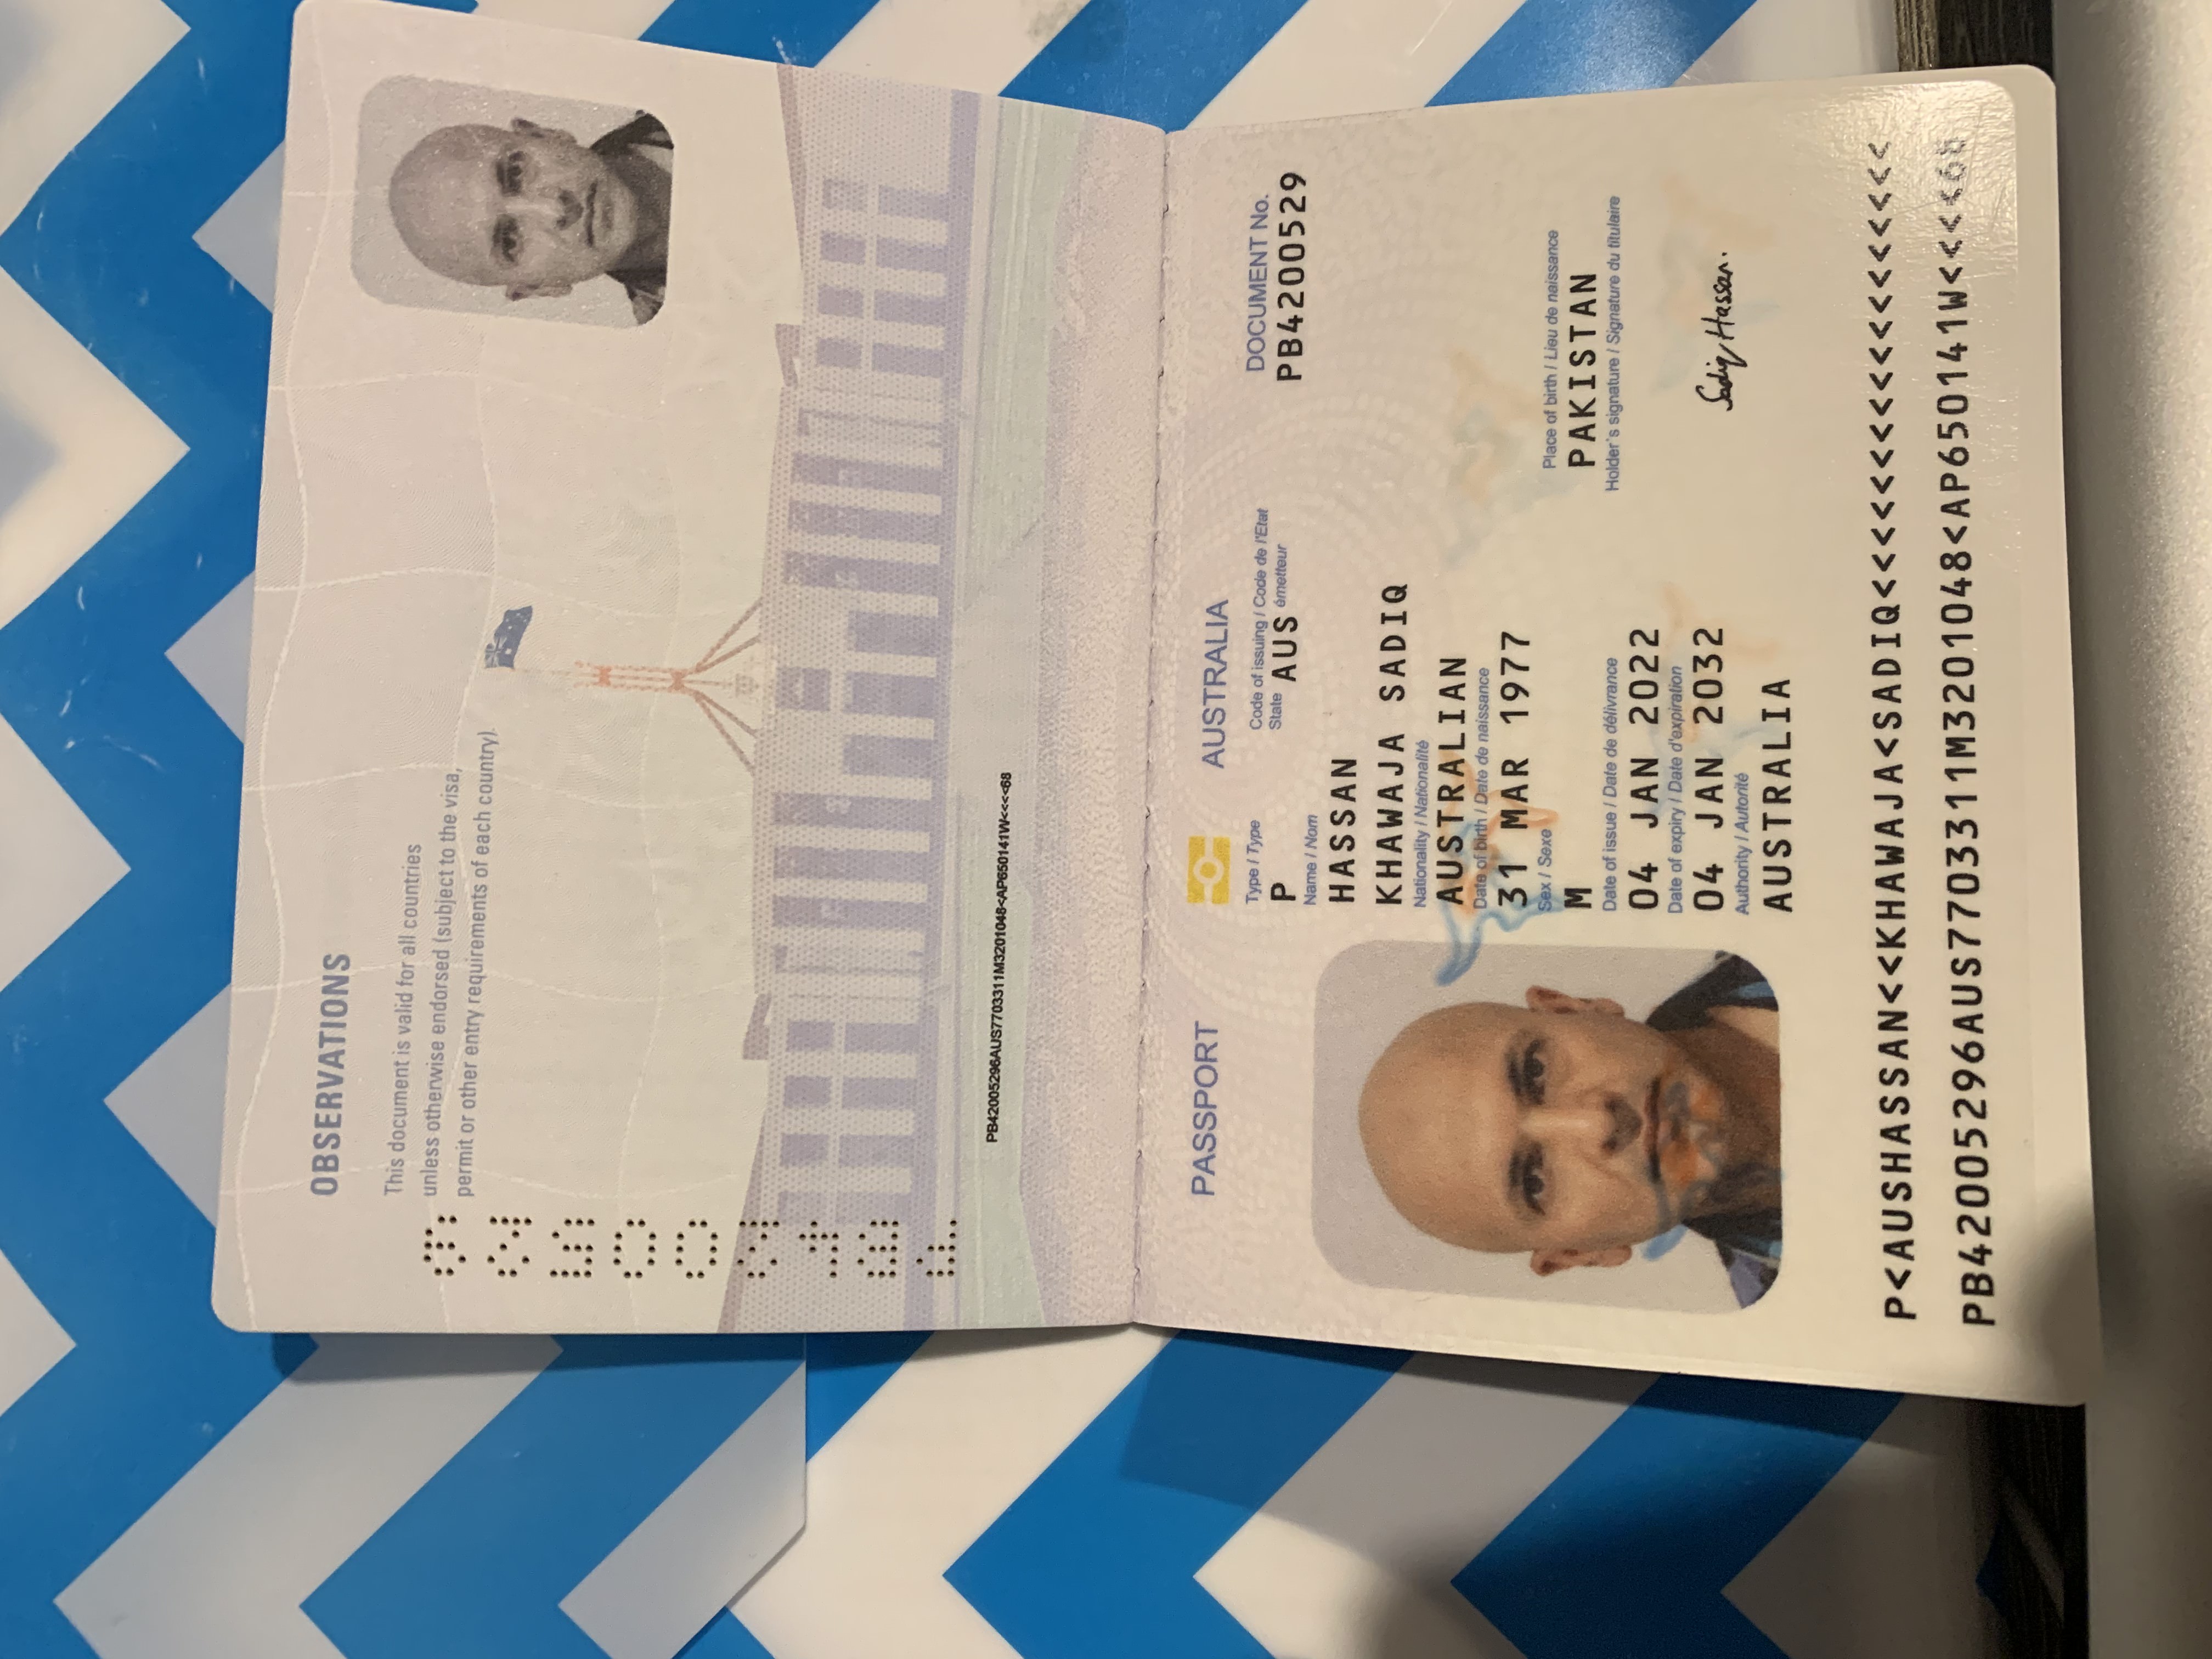 OBSERVATIONS
This document is valid for all countries
unless otherwise endorsed (subject to the visa,
permit or other entry requirements of each country).
PB4200529
PB42005296AUS7703311M3201048<AP650141W<<<<68
PASSPORT
AUSTRALIA
Type / Type
Code of issuing / Code de l'Etat
State
émetteur
DOCUMENT No.
P
AUS
PB4200529
Name / Nom
HASSAN
KHAWAJA SADIQ
Nationality / Nationalité
AUSTRALIAN
Date of birth / Date de naissance
31 MAR 1977
Sex / Sexe
M
Place of birth / Lieu de naissance
PAKISTAN
Date of issue / Date de délivrance
04 JAN 2022
Holder's signature / Signature du titulaire
Sadiq Hassan.
Date of expiry / Date d'expiration
04 JAN 2032
Authority / Autorité
AUSTRALIA
P<AUSHASSAN<<KHAWAJA<SADIQ<<<<<<<<<<<<<<<<<<
PB42005296AUS7703311M3201048<AP650141W<<<<68